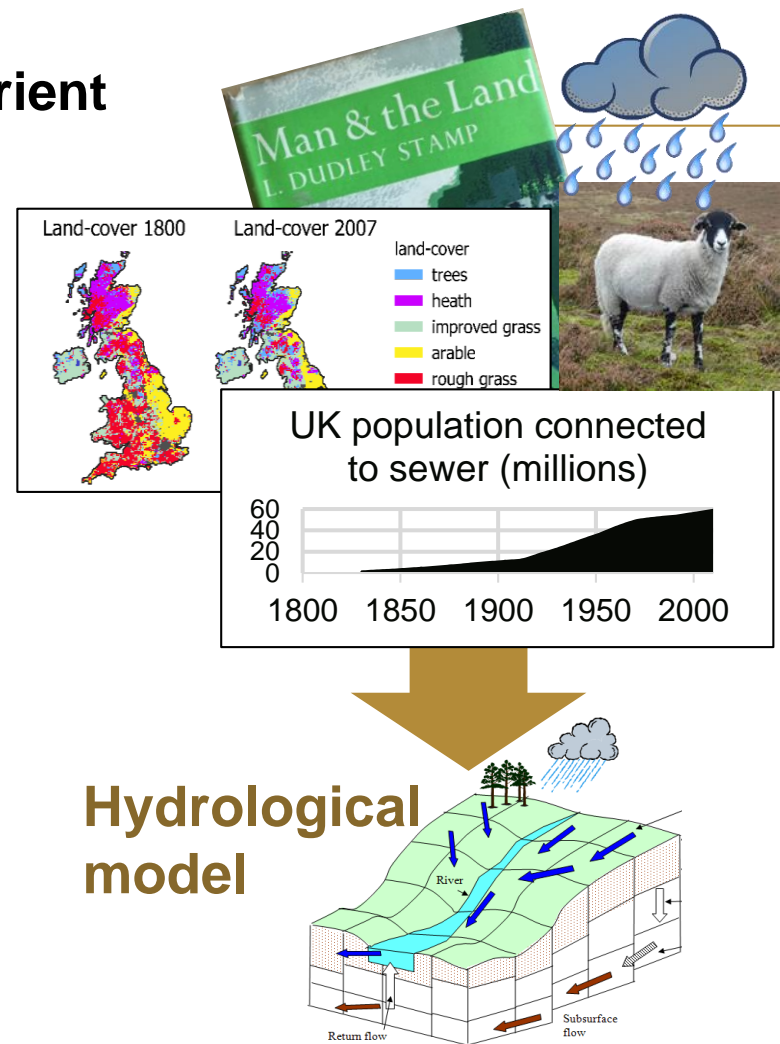 rient
Man & the Land
L. DUDLEY STAMP
Land-cover 1800
Land-cover 2007
land-cover
trees
heath
improved grass
arable
rough grass
UK population connected
to sewer (millions)
60
40
20
0
1800 1850 1900 1950 2000
Hydrological
model
River
Return flow
Subsurface
flow